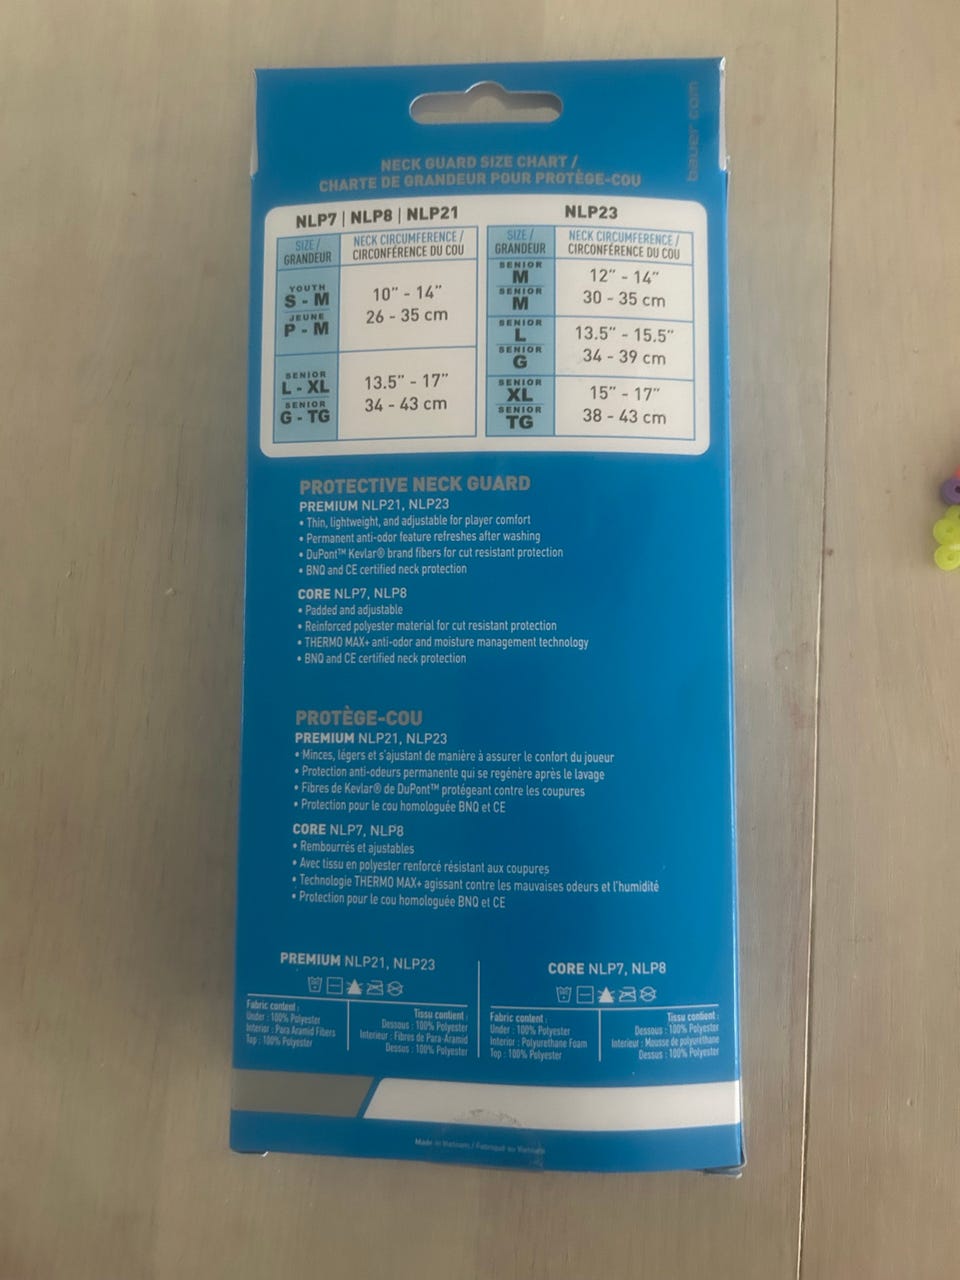 bauer.com
NECK GUARD SIZE CHART /
CHARTE DE GRANDEUR POUR PROTÈGE-COU
NLP7 | NLP8 | NLP21
SIZE /
GRANDEUR
NECK CIRCUMFERENCE /
CIRCONFÉRENCE DU COU
YOUTH
S - M
JEUNE
P - M
10” - 14”
26 - 35 cm
SENIOR
L - XL
SENIOR
G - TG
13.5” - 17”
34 - 43 cm
NLP23
SIZE /
GRANDEUR
NECK CIRCUMFERENCE /
CIRCONFÉRENCE DU COU
SENIOR
M
SENIOR
M
12” - 14”
30 - 35 cm
SENIOR
L
SENIOR
G
13.5” - 15.5”
34 - 39 cm
SENIOR
XL
SENIOR
TG
15” - 17”
38 - 43 cm
PROTECTIVE NECK GUARD
PREMIUM NLP21, NLP23
• Thin, lightweight, and adjustable for player comfort
• Permanent anti-odor feature refreshes after washing
• DuPont™ Kevlar® brand fibers for cut resistant protection
• BNQ and CE certified neck protection
CORE NLP7, NLP8
• Padded and adjustable
• Reinforced polyester material for cut resistant protection
• THERMO MAX+ anti-odor and moisture management technology
• BNQ and CE certified neck protection
PROTÈGE-COU
PREMIUM NLP21, NLP23
• Minces, légers et s'ajustant de manière à assurer le confort du joueur
• Protection anti-odeurs permanente qui se regénère après le lavage
• Fibres de Kevlar® de DuPont™ protégeant contre les coupures
• Protection pour le cou homologuée BNQ et CE
CORE NLP7, NLP8
• Rembourrés et ajustables
• Avec tissu en polyester renforcé résistant aux coupures
• Technologie THERMO MAX+ agissant contre les mauvaises odeurs et l'humidité
• Protection pour le cou homologuée BNQ et CE
PREMIUM NLP21, NLP23
Fabric content :
Under : 100% Polyester
Interior : Para Aramid Fibers
Top : 100% Polyester
Tissu content :
Dessous : 100% Polyester
Interieur : Fibres de Para-Aramid
Dessus : 100% Polyester
CORE NLP7, NLP8
Fabric content :
Under : 100% Polyester
Interior : Polyurethane Foam
Top : 100% Polyester
Tissu content :
Dessous : 100% Polyester
Interieur : Mousse de polyuréthane
Dessus : 100% Polyester
Made in Vietnam / Fabriqué au Vietnam